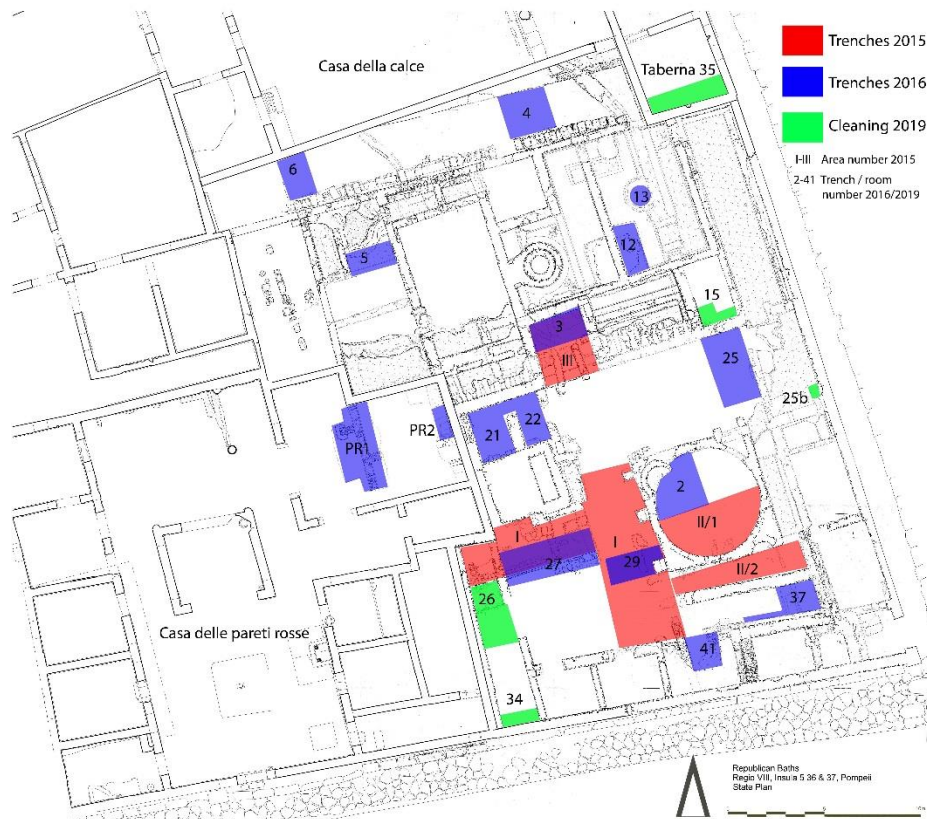 Casa della calce
Taberna 35
Trenches 2015
Trenches 2016
Cleaning 2019
I-III Area number 2015
2-41 Trench / room
number 2016/2019
4
6
13
12
5
15
3
III
25
25b
PR1
PR2
21
22
2
II/1
I
I
27
29
II/2
26
37
Casa delle pareti rosse
41
34
Republican Baths
Regio VIII, Insula 5 36 & 37, Pompeii
State Plan